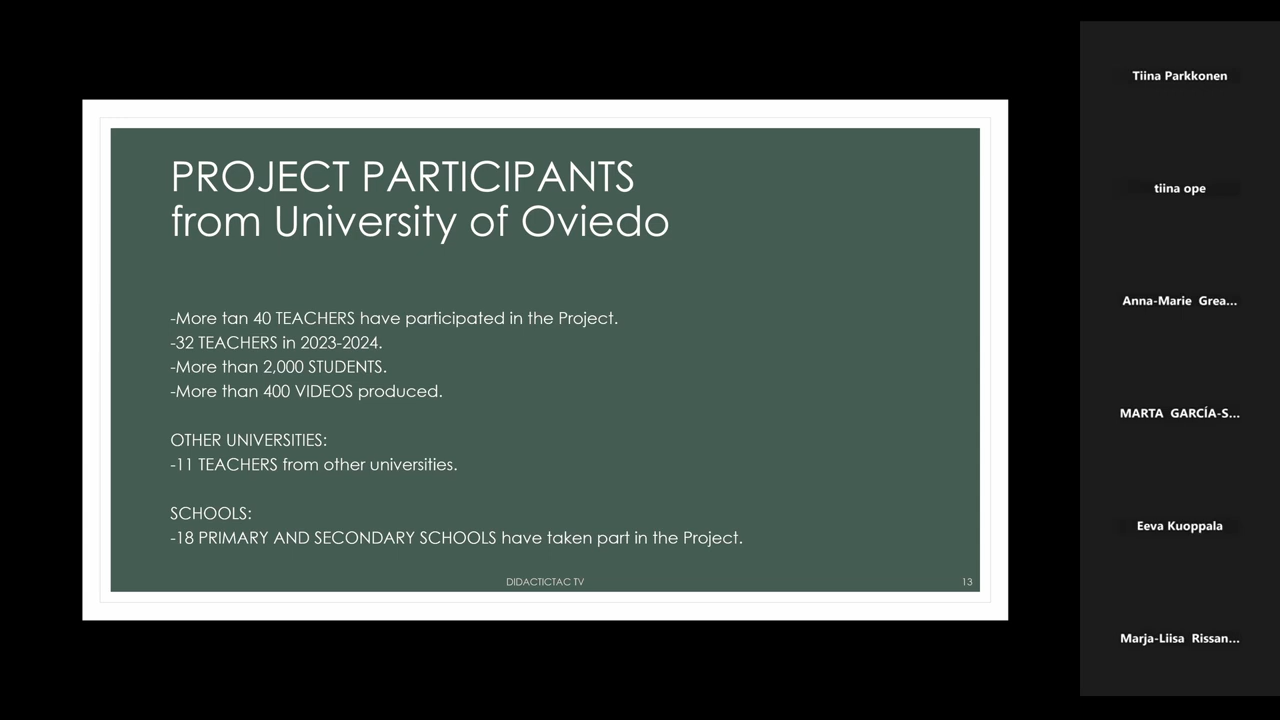 PROJECT PARTICIPANTS
from University of Oviedo
-More tan 40 TEACHERS have participated in the Project.
-32 TEACHERS in 2023-2024.
-More than 2,000 STUDENTS.
-More than 400 VIDEOS produced.
OTHER UNIVERSITIES:
-11 TEACHERS from other universities.
SCHOOLS:
-18 PRIMARY AND SECONDARY SCHOOLS have taken part in the Project.
DIDACTICTAC TV
13
Tiina Parkkonen
tiina ope
Anna-Marie Grea...
MARTA GARCÍA-S...
Eeva Kuoppala
Marja-Liisa Rissan...